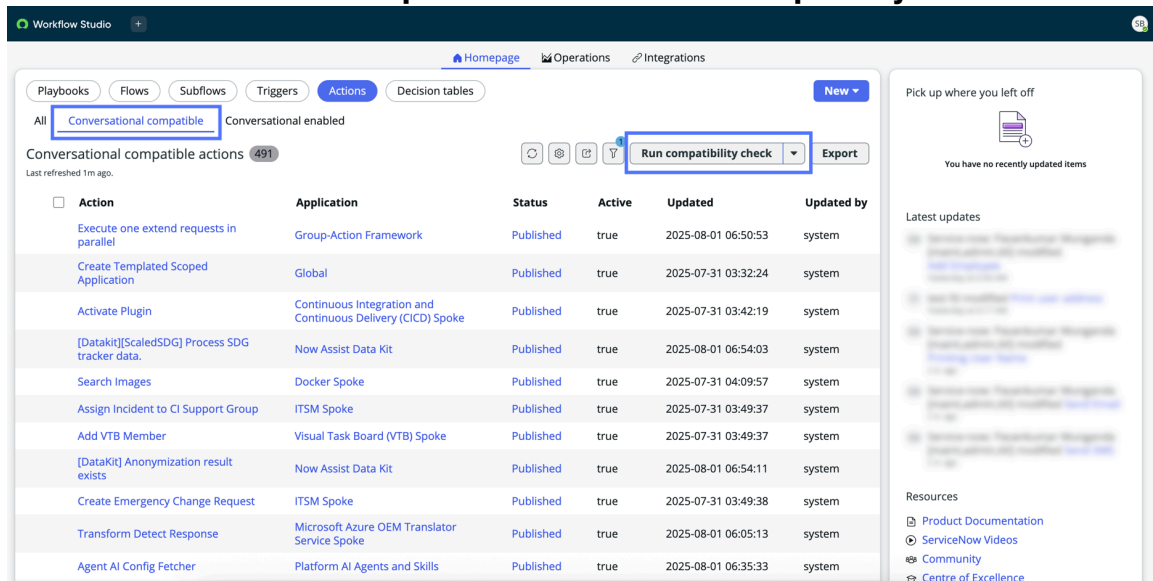 Workflow Studio
+
SB
Homepage
Operations
Integrations
Playbooks
Flows
Subflows
Triggers
Actions
Decision tables
New
All
Conversational compatible
Conversational enabled
Conversational compatible actions 491
Last refreshed 1m ago.
1
Run compatibility check
Export
Action Application Status Active Updated Updated by
Execute one extend requests in
parallel
Group-Action Framework Published true 2025-08-01 06:50:53 system
Create Templated Scoped
Application
Global Published true 2025-07-31 03:32:24 system
Activate Plugin
Continuous Integration and
Continuous Delivery (CICD) Spoke
Published true 2025-07-31 03:42:19 system
[Datakit][ScaledSDG] Process SDG
tracker data.
Now Assist Data Kit Published true 2025-08-01 06:54:03 system
Search Images Docker Spoke Published true 2025-07-31 04:09:57 system
Assign Incident to CI Support Group ITSM Spoke Published true 2025-07-31 03:49:37 system
Add VTB Member Visual Task Board (VTB) Spoke Published true 2025-07-31 03:49:37 system
[DataKit] Anonymization result
exists
Now Assist Data Kit Published true 2025-08-01 06:54:11 system
Create Emergency Change Request ITSM Spoke Published true 2025-07-31 03:49:38 system
Transform Detect Response
Microsoft Azure OEM Translator
Service Spoke
Published true 2025-08-01 06:05:13 system
Agent AI Config Fetcher Platform AI Agents and Skills Published true 2025-08-01 06:35:33 system
Pick up where you left off
You have no recently updated items
Latest updates
Resources
Product Documentation
ServiceNow Videos
Community
Centre of Excellence